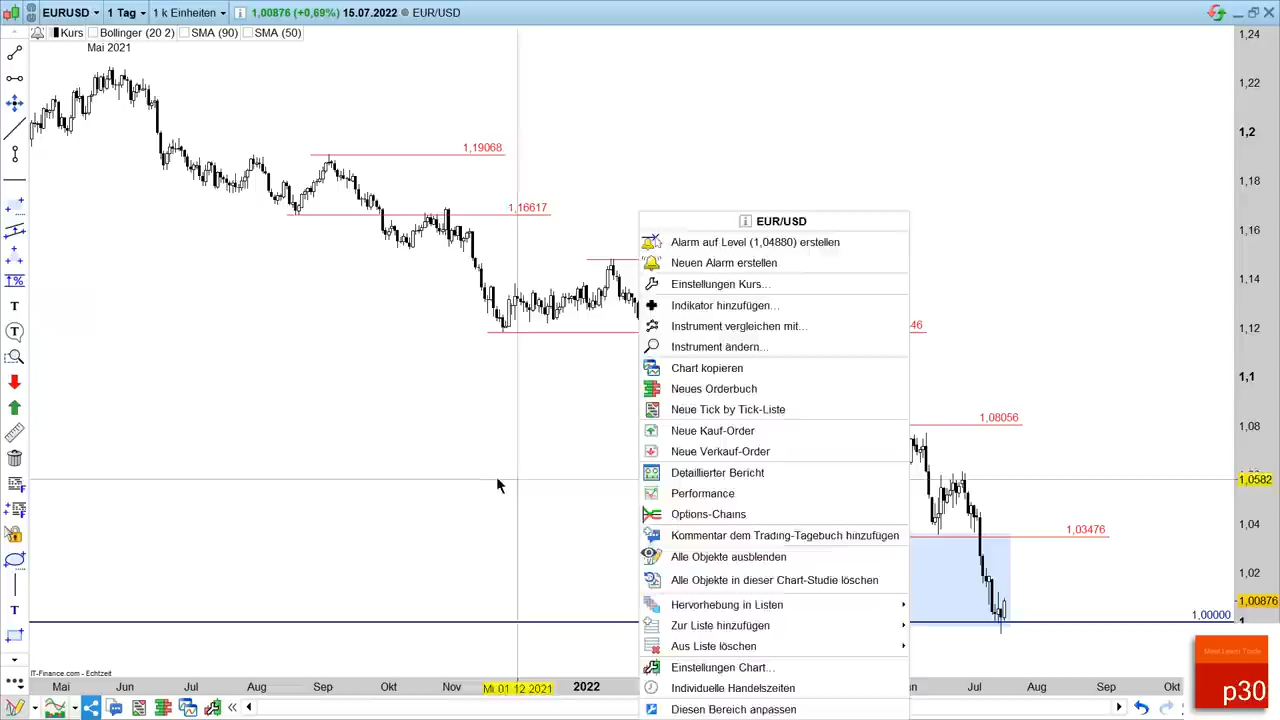 EURUSD 1 Tag 1 k Einheiten 1,00876 (+0,69%) 15.07.2022 EUR/USD
Kurs Bollinger (20 2) SMA (90) SMA (50)
Mai 2021
1,24
1,22
1,2
1,18
1,16
1,14
1,12
1,1
1,08
1,0582
1,04
1,02
1,00876
1,19068
1,16617
46
1,08056
1,03476
1,00000
EUR/USD
Alarm auf Level (1,04880) erstellen
Neuen Alarm erstellen
Einstellungen Kurs...
Indikator hinzufügen...
Instrument vergleichen mit...
Instrument ändern...
Chart kopieren
Neues Orderbuch
Neue Tick by Tick-Liste
Neue Kauf-Order
Neue Verkauf-Order
Detaillierter Bericht
Performance
Options-Chains
Kommentar dem Trading-Tagebuch hinzufügen
Alle Objekte ausblenden
Alle Objekte in dieser Chart-Studie löschen
Hervorhebung in Listen
Zur Liste hinzufügen
Aus Liste löschen
Einstellungen Chart...
Individuelle Handelszeiten
Diesen Bereich anpassen
IT-Finance.com - Echtzeit
Mai Jun Jul Aug Sep Okt Nov Mi.01.12.2021 2022 un Jul Aug Sep Okt
Meet Learn Trade
p30